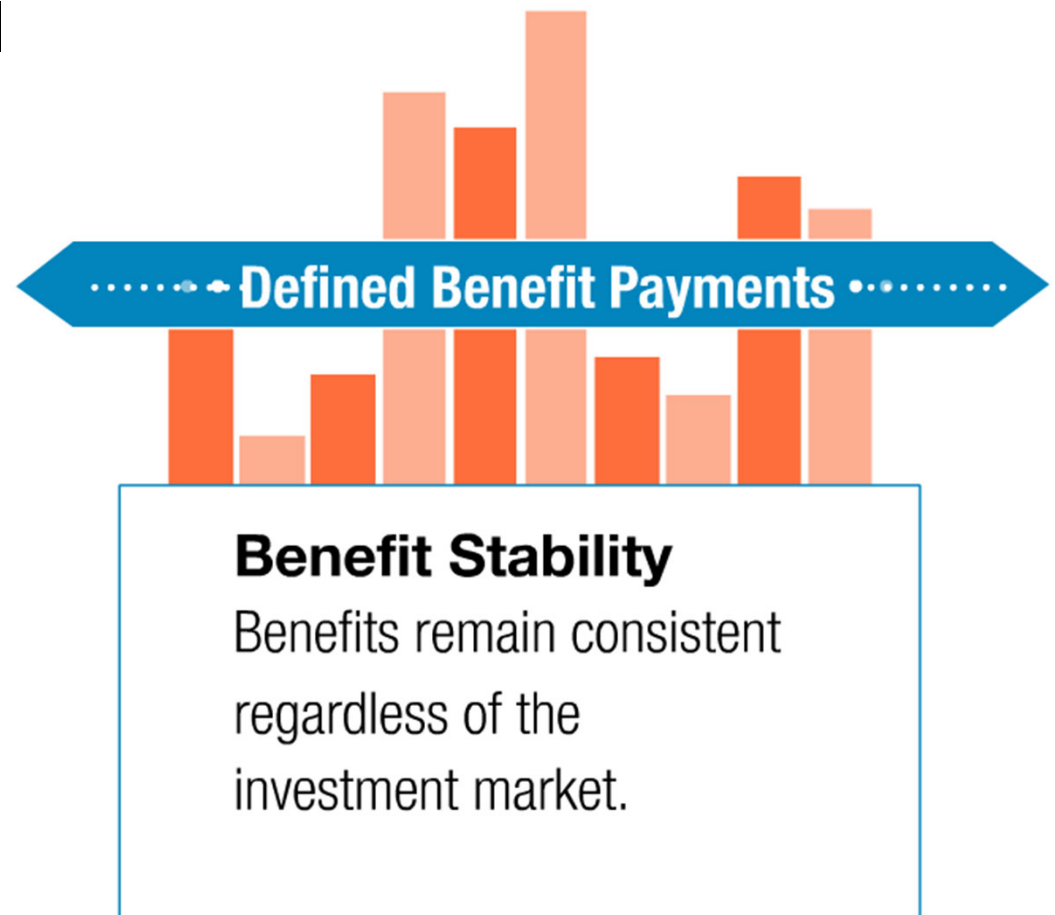 Defined Benefit Payments
Benefit Stability
Benefits remain consistent
regardless of the
investment market.